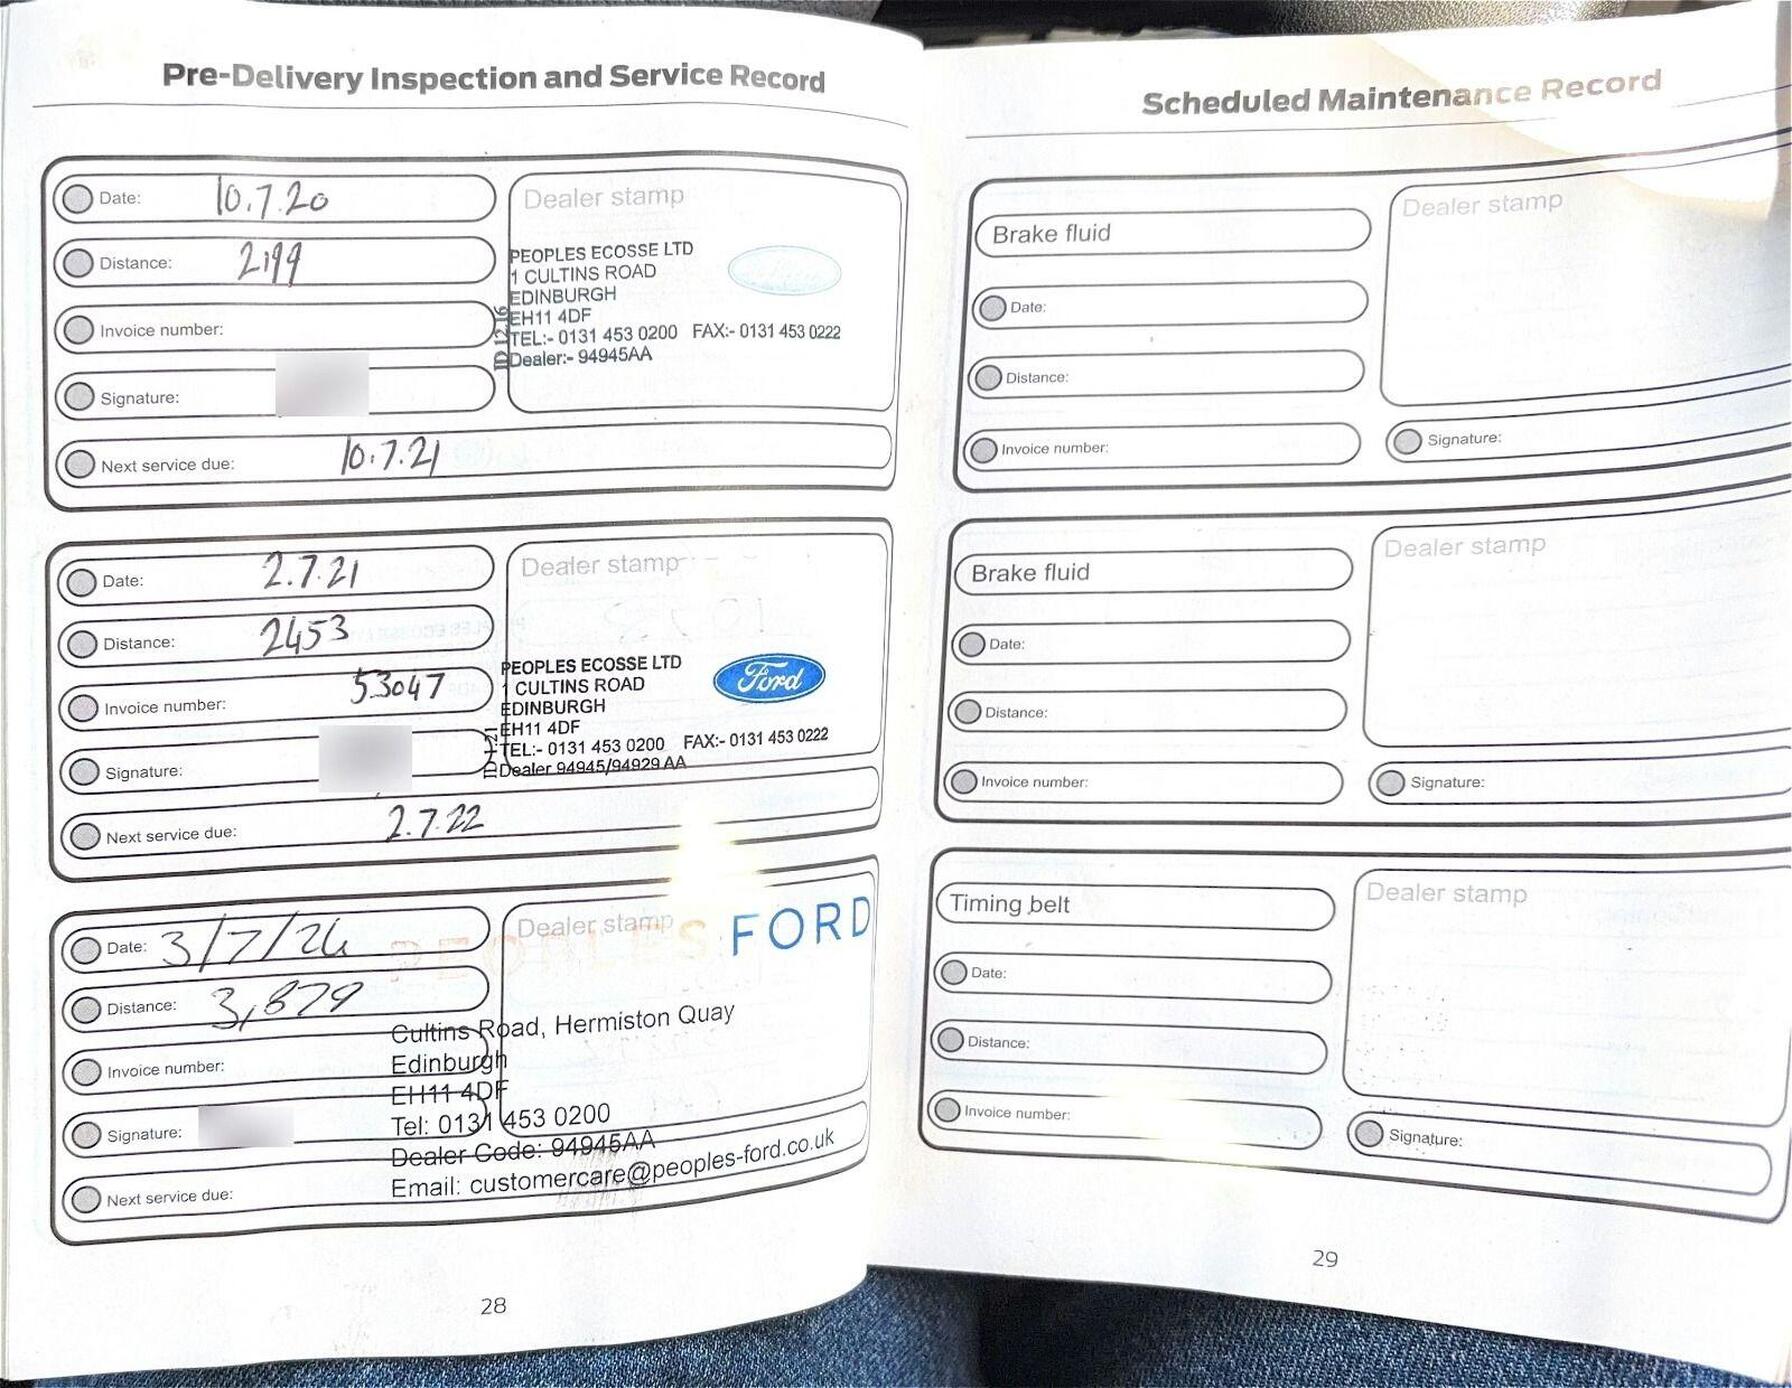 Pre-Delivery Inspection and Service Record
Date: 10.7.20
Distance: 2199
Invoice number:
Signature:
Next service due: 10.7.21
Dealer stamp
PEOPLES ECOSSE LTD
1 CULTINS ROAD
EDINBURGH
EH11 4DF
TEL:- 0131 453 0200 FAX:- 0131 453 0222
Dealer:- 94945AA
ID 12.16
Date: 2.7.21
Distance: 2453
Invoice number: 53047
Signature:
Next service due: 2.7.22
Dealer stamp
PEOPLES ECOSSE LTD
1 CULTINS ROAD
EDINBURGH
EH11 4DF
TEL:- 0131 453 0200 FAX:- 0131 453 0222
Dealer 94945/94929 AA
Ford
Date: 3/7/24
Distance: 3,879
Invoice number:
Signature:
Next service due:
Dealer stamp
PEOPLES FORD
Cultins Road, Hermiston Quay
Edinburgh
EH11 4DF
Tel: 0131 453 0200
Dealer Code: 94945AA
Email: customercare@peoples-ford.co.uk
28
Scheduled Maintenance Record
Brake fluid
Date:
Distance:
Invoice number:
Dealer stamp
Signature:
Brake fluid
Date:
Distance:
Invoice number:
Dealer stamp
Signature:
Timing belt
Date:
Distance:
Invoice number:
Dealer stamp
Signature:
29